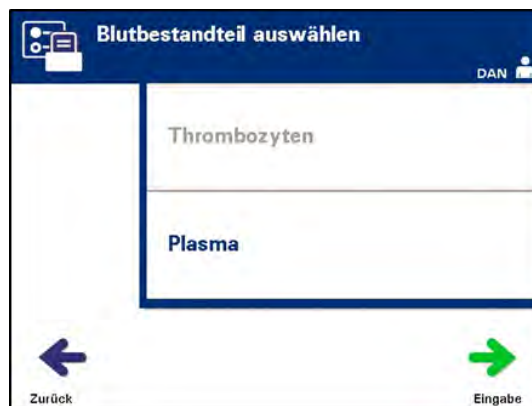 Blutbestandteil auswählen
DAN
Thrombozyten
Plasma
Zurück
Eingabe